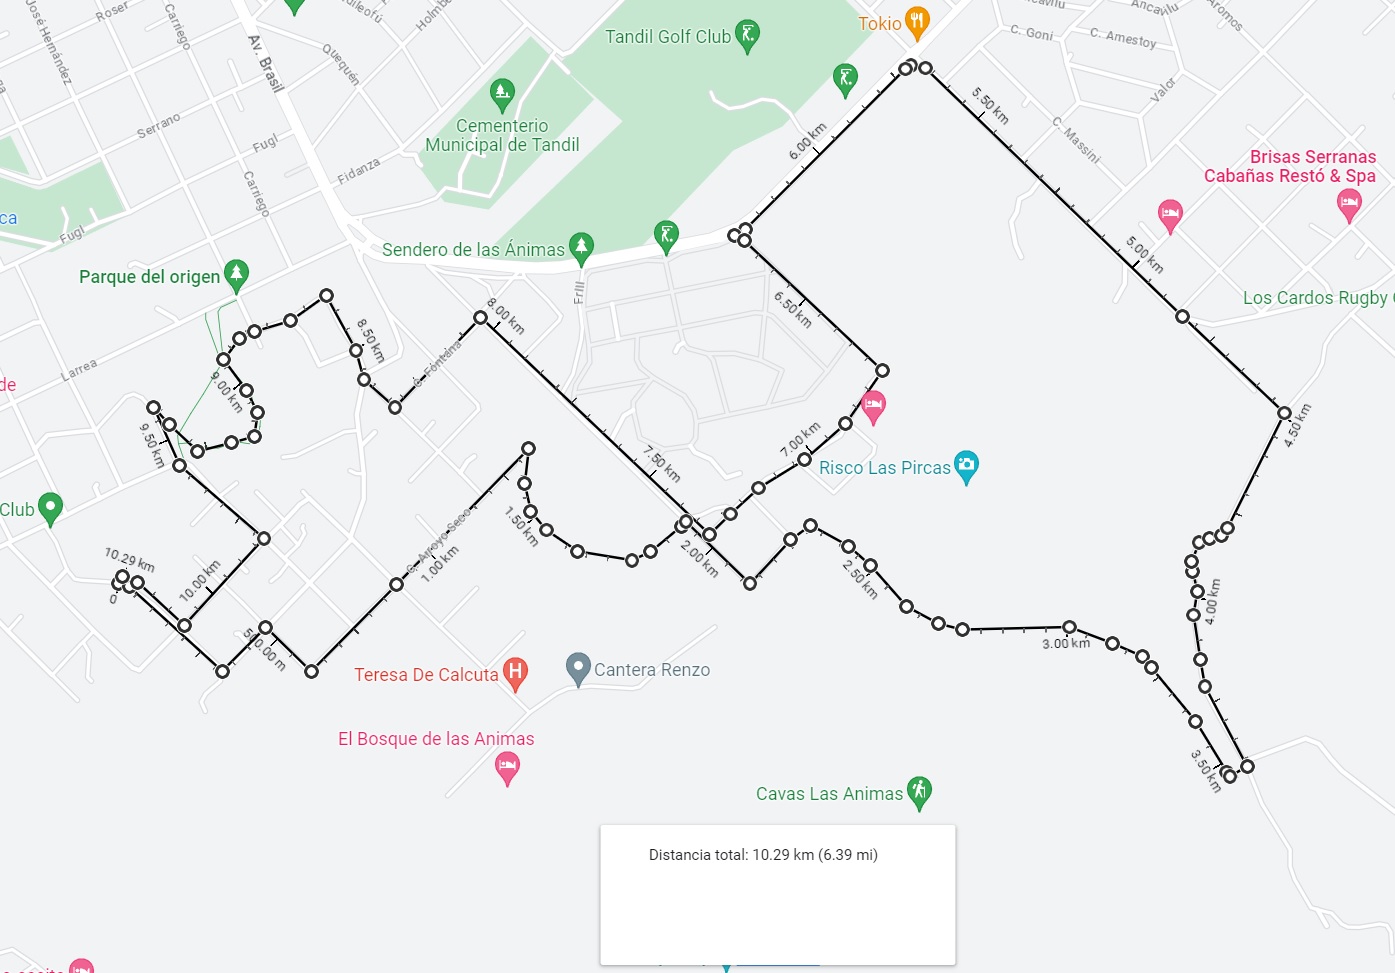 José Hernández
Roser
Carriego
Holmb
Av. Brasil
Oluequén
Tandil Golf Club
Tokio
Ancavilu
Aromos
C. Goni
C. Amestoy
Valor
C. Massini
Serrano
Fugl
Cementerio
Municipal de Tandil
Fidanza
Carriego
5.50 km
6.00 km
Brisas Serranas
Cabañas Restó & Spa
ca
Fugl
Sendero de las Ánimas
5.00 km
Parque del origen
Frill
6.50 km
8.00 km
Los Cardos Rugby
8.50 km
C. Fontana
Larrea
de
9.00 km
9.50 km
7.00 km
4.50 km
7.50 km
Risco Las Pircas
Club
1.50 km
C. Arroyo Seco
1.00 km
2.00 km
2.50 km
10.29 km
0
10.00 km
4.00 km
500.00 m
3.00 km
Teresa De Calcuta
Cantera Renzo
El Bosque de las Animas
3.50 km
Cavas Las Animas
Distancia total: 10.29 km (6.39 mi)